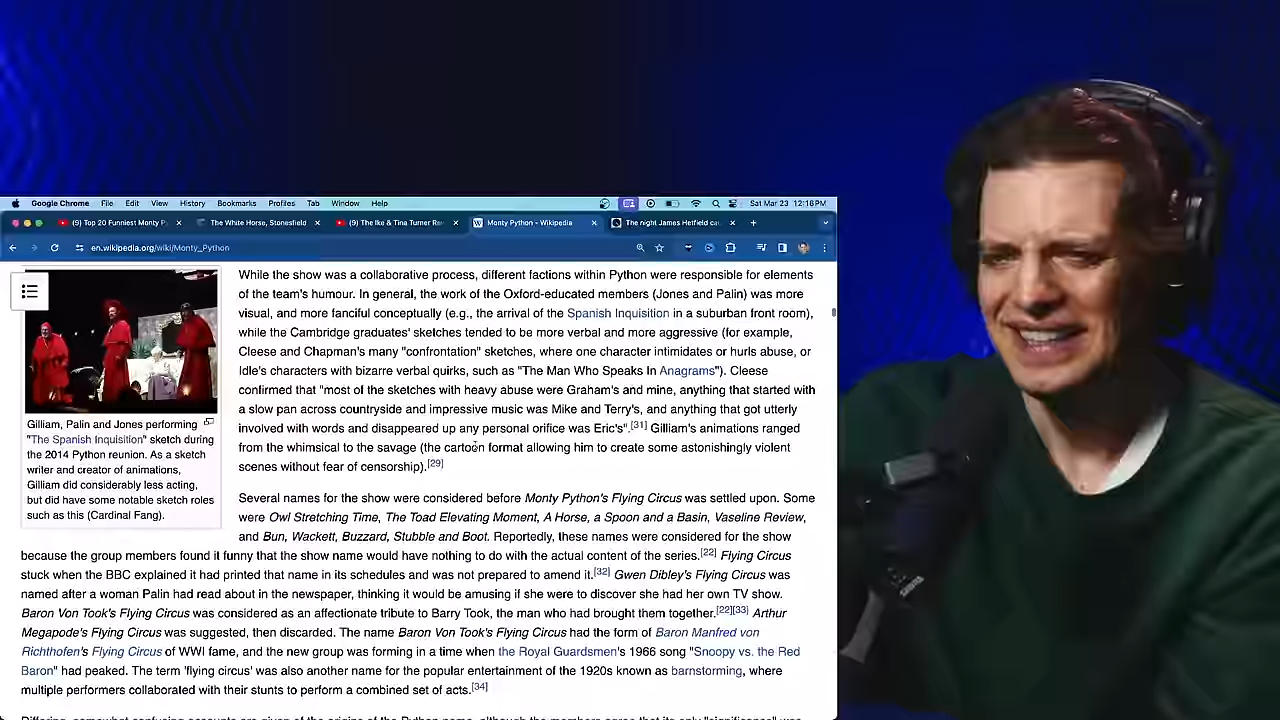 Google Chrome File Edit View History Bookmarks Profiles Tab Window Help Sat Mar 23 12:18PM
(9) Top 20 Funniest Monty P The White Horse, Stonesfield (9) The Ike & Tina Turner Re Monty Python - Wikipedia The night James Hetfield ca
en.wikipedia.org/wiki/Monty_Python
Gilliam, Palin and Jones performing
"The Spanish Inquisition" sketch during
the 2014 Python reunion. As a sketch
writer and creator of animations,
Gilliam did considerably less acting,
but did have some notable sketch roles
such as this (Cardinal Fang).
While the show was a collaborative process, different factions within Python were responsible for elements
of the team's humour. In general, the work of the Oxford-educated members (Jones and Palin) was more
visual, and more fanciful conceptually (e.g., the arrival of the Spanish Inquisition in a suburban front room),
while the Cambridge graduates' sketches tended to be more verbal and more aggressive (for example,
Cleese and Chapman's many "confrontation" sketches, where one character intimidates or hurls abuse, or
Idle's characters with bizarre verbal quirks, such as "The Man Who Speaks In Anagrams"). Cleese
confirmed that "most of the sketches with heavy abuse were Graham's and mine, anything that started with
a slow pan across countryside and impressive music was Mike and Terry's, and anything that got utterly
involved with words and disappeared up any personal orifice was Eric's".[31] Gilliam's animations ranged
from the whimsical to the savage (the cartoon format allowing him to create some astonishingly violent
scenes without fear of censorship).[29]
Several names for the show were considered before Monty Python's Flying Circus was settled upon. Some
were Owl Stretching Time, The Toad Elevating Moment, A Horse, a Spoon and a Basin, Vaseline Review,
and Bun, Wackett, Buzzard, Stubble and Boot. Reportedly, these names were considered for the show
because the group members found it funny that the show name would have nothing to do with the actual content of the series.[22] Flying Circus
stuck when the BBC explained it had printed that name in its schedules and was not prepared to amend it.[32] Gwen Dibley's Flying Circus was
named after a woman Palin had read about in the newspaper, thinking it would be amusing if she were to discover she had her own TV show.
Baron Von Took's Flying Circus was considered as an affectionate tribute to Barry Took, the man who had brought them together.[22][33] Arthur
Megapode's Flying Circus was suggested, then discarded. The name Baron Von Took's Flying Circus had the form of Baron Manfred von
Richthofen's Flying Circus of WWI fame, and the new group was forming in a time when the Royal Guardsmen's 1966 song "Snoopy vs. the Red
Baron" had peaked. The term 'flying circus' was also another name for the popular entertainment of the 1920s known as barnstorming, where
multiple performers collaborated with their stunts to perform a combined set of acts.[34]
Differing, somewhat confusing accounts are given of the origins of the Python name, although the members agree that its only "significance" was